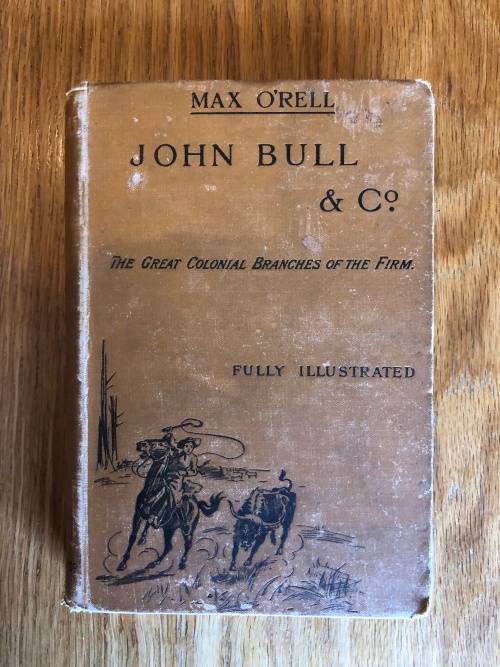 MAX O'RELL
JOHN BULL
& Cº
THE GREAT COLONIAL BRANCHES OF THE FIRM.
FULLY ILLUSTRATED